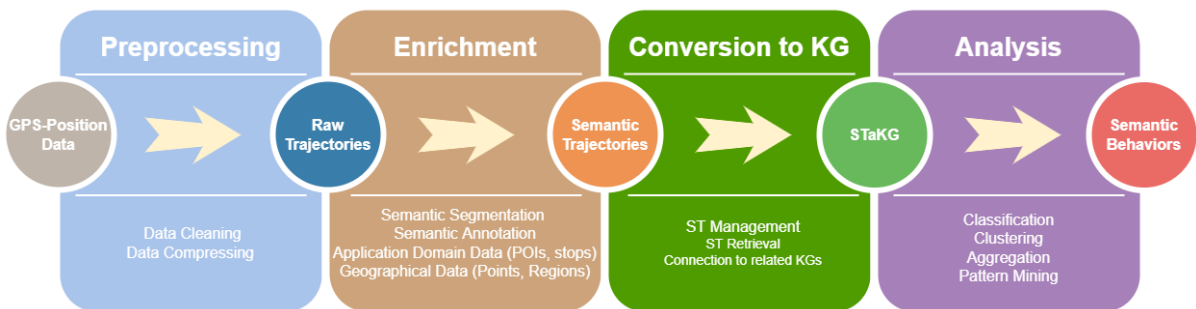 Preprocessing
Enrichment
Conversion to KG
Analysis
GPS-Position
Data
Raw
Trajectories
Semantic
Trajectories
STaKG
Semantic
Behaviors
Data Cleaning
Data Compressing
Semantic Segmentation
Semantic Annotation
Application Domain Data (POIs, stops)
Geographical Data (Points, Regions)
ST Management
ST Retrieval
Connection to related KGs
Classification
Clustering
Aggregation
Pattern Mining